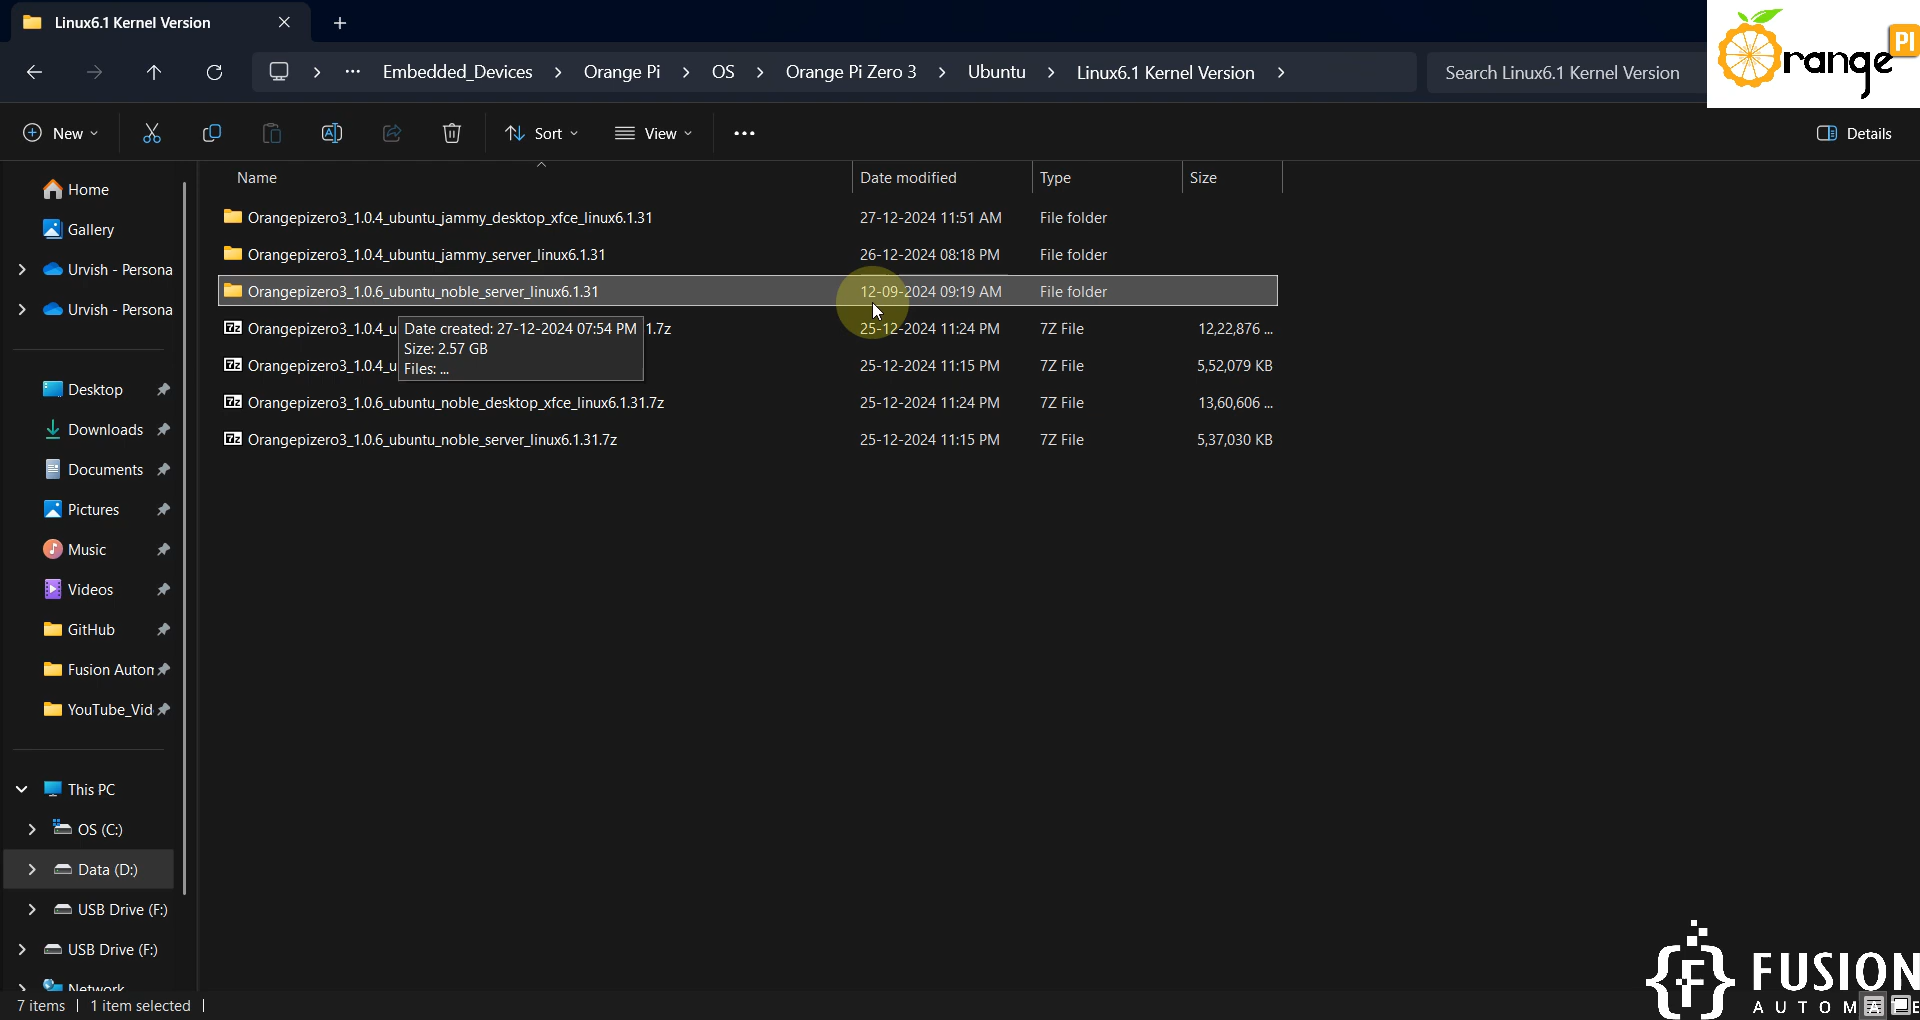 Linux6.1 Kernel Version
Embedded_Devices > Orange Pi > OS > Orange Pi Zero 3 > Ubuntu > Linux6.1 Kernel Version >
Search Linux6.1 Kernel Version
range PI
New
Sort
View
Details
Name Date modified Type Size
Orangepizero3_1.0.4_ubuntu_jammy_desktop_xfce_linux6.1.31 27-12-2024 11:51 AM File folder
Orangepizero3_1.0.4_ubuntu_jammy_server_linux6.1.31 26-12-2024 08:18 PM File folder
Orangepizero3_1.0.6_ubuntu_noble_server_linux6.1.31 12-09-2024 09:19 AM File folder
Orangepizero3_1.0.4_u 1.7z 25-12-2024 11:24 PM 7Z File 12,22,876 ...
Orangepizero3_1.0.4_u 25-12-2024 11:15 PM 7Z File 5,52,079 KB
Orangepizero3_1.0.6_ubuntu_noble_desktop_xfce_linux6.1.31.7z 25-12-2024 11:24 PM 7Z File 13,60,606 ...
Orangepizero3_1.0.6_ubuntu_noble_server_linux6.1.31.7z 25-12-2024 11:15 PM 7Z File 5,37,030 KB
Date created: 27-12-2024 07:54 PM
Size: 2.57 GB
Files: ...
Home
Gallery
Urvish - Persona
Urvish - Persona
Desktop
Downloads
Documents
Pictures
Music
Videos
GitHub
Fusion Autom
YouTube_Vid
This PC
OS (C:)
Data (D:)
USB Drive (F:)
USB Drive (F:)
Network
7 items 1 item selected
FUSION
AUTOM